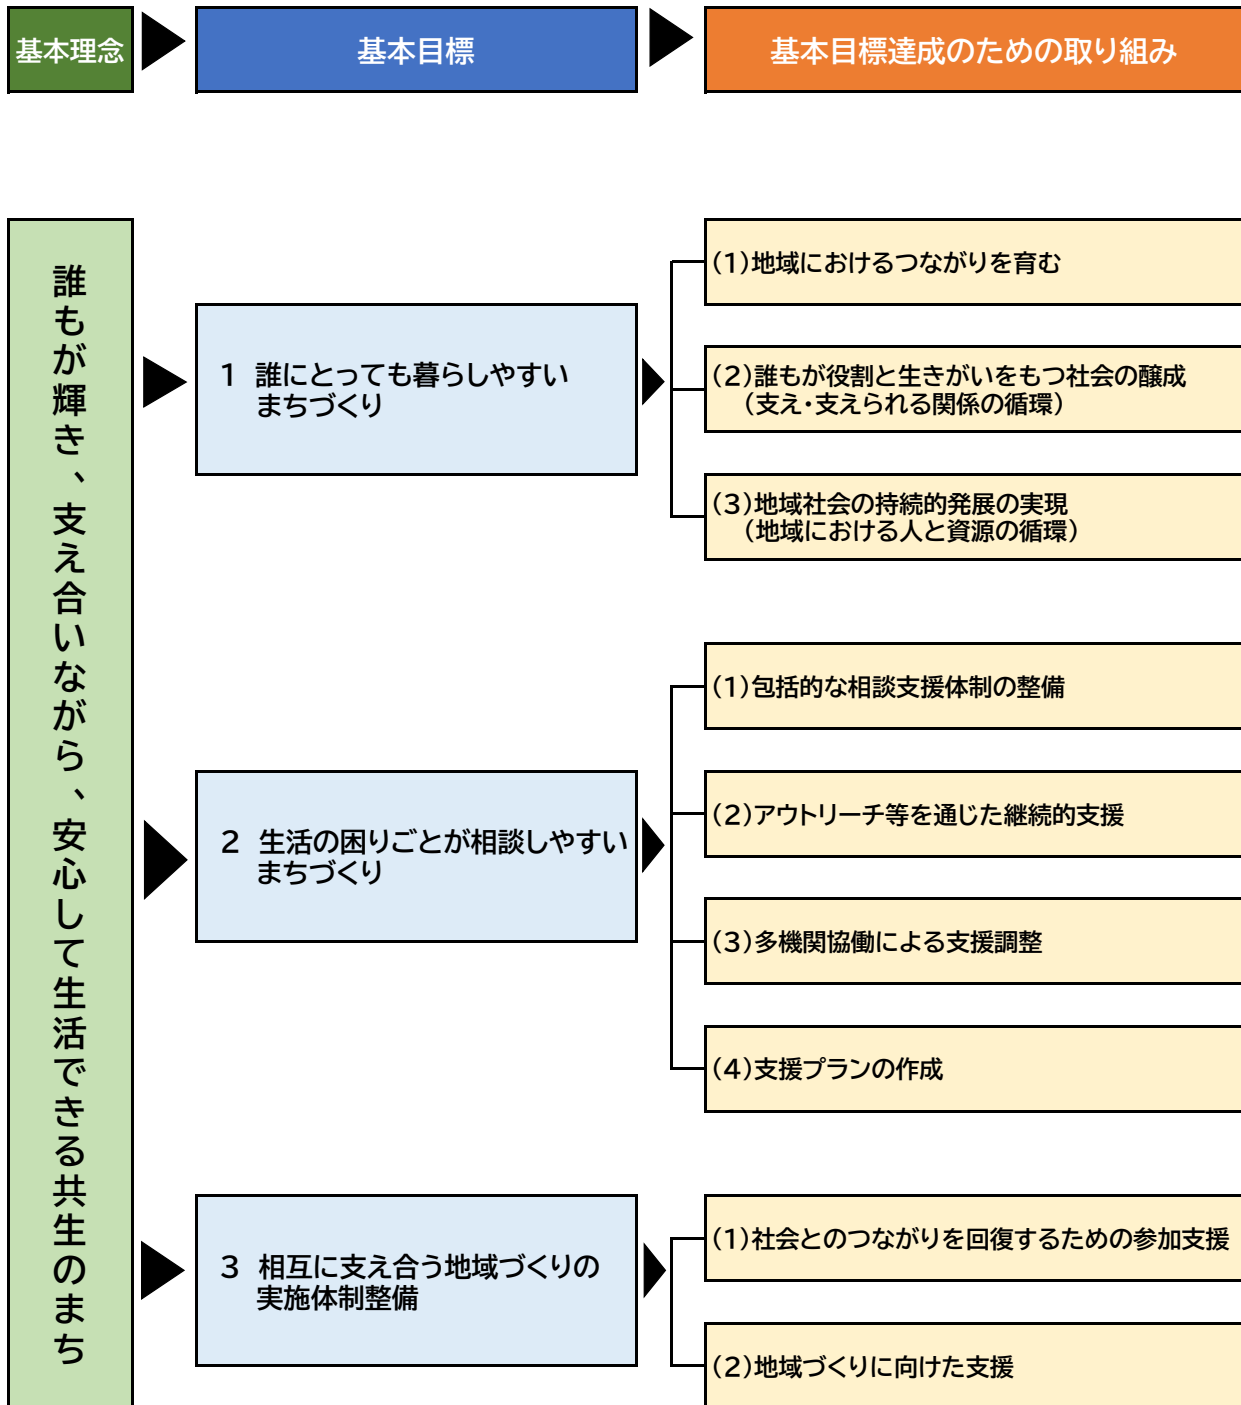 基本理念
基本目標
基本目標達成のための取り組み
誰もが輝き、支え合いながら、安心して生活できる共生のまち
1 誰にとっても暮らしやすい
まちづくり
(1)地域におけるつながりを育む
(2)誰もが役割と生きがいをもつ社会の醸成
(支え・支えられる関係の循環)
(3)地域社会の持続的発展の実現
(地域における人と資源の循環)
2 生活の困りごとが相談しやすい
まちづくり
(1)包括的な相談支援体制の整備
(2)アウトリーチ等を通じた継続的支援
(3)多機関協働による支援調整
(4)支援プランの作成
3 相互に支え合う地域づくりの
実施体制整備
(1)社会とのつながりを回復するための参加支援
(2)地域づくりに向けた支援